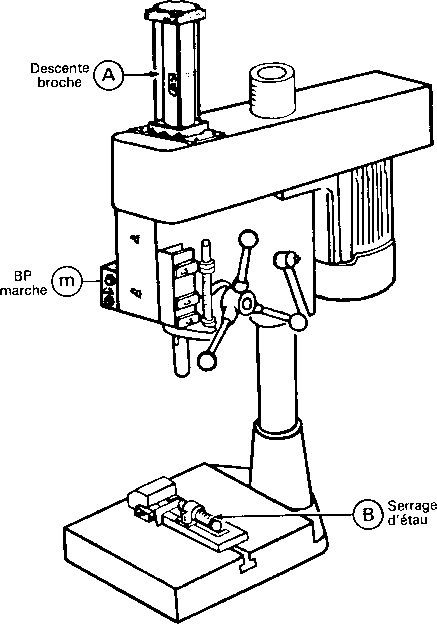 Descente
broche
A
BP
marche
m
B
Serrage
d'étau